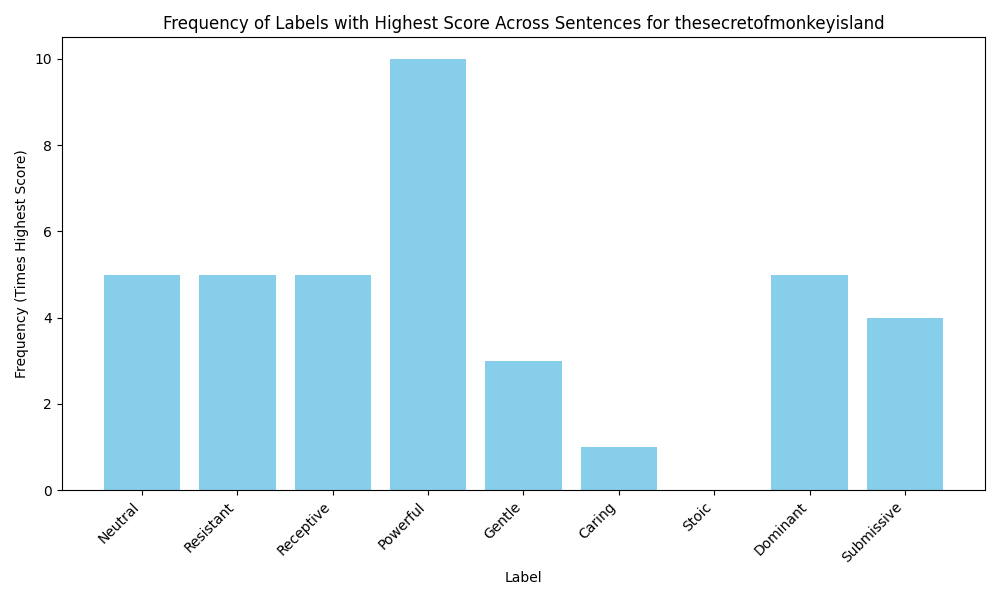 Frequency of Labels with Highest Score Across Sentences for thesecretofmonkeyisland
Frequency (Times Highest Score)
10
8
6
4
2
0
Neutral
Resistant
Receptive
Powerful
Gentle
Caring
Stoic
Dominant
Submissive
Label